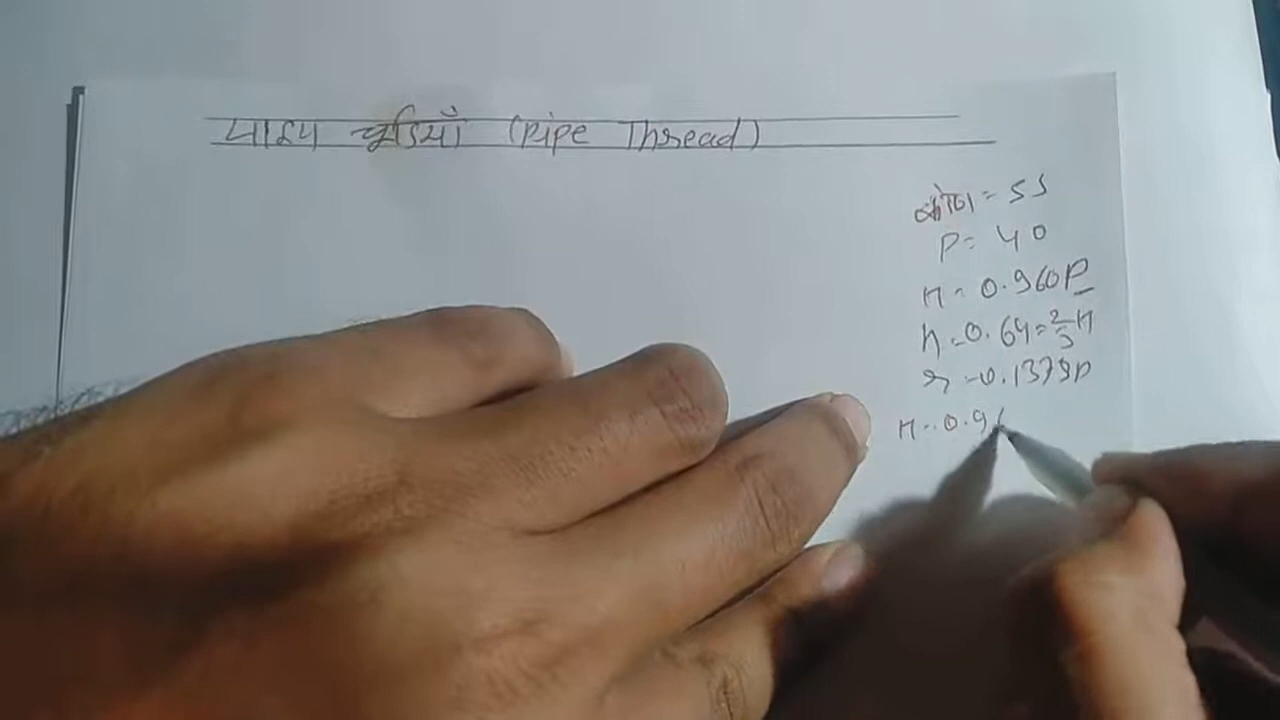 पाइप चूडियाँ (Pipe Thread)
कोण = 55
P = 40
H = 0.960P
h = 0.64 = 2/3 H
r = 0.1373P
H = 0.96